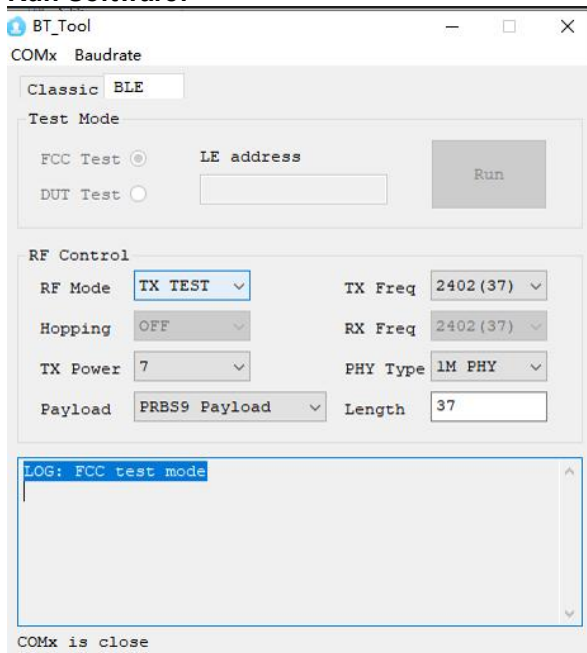 BT_Tool
COMx Baudrate
Classic BLE
Test Mode
FCC Test LE address
Run
DUT Test
RF Control
RF Mode TX TEST TX Freq 2402(37)
Hopping OFF RX Freq 2402(37)
TX Power 7 PHY Type 1M PHY
Payload PRBS9 Payload Length 37
LOG: FCC test mode
COMx is close